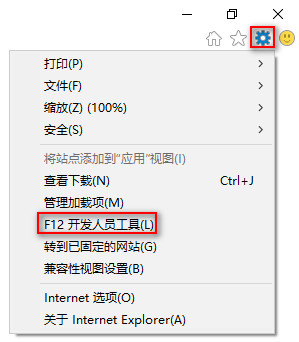 打印(P)
文件(F)
缩放(Z) (100%)
安全(S)
将站点添加到“应用”视图(I)
查看下载(N) Ctrl+J
管理加载项(M)
F12 开发人员工具(L)
转到已固定的网站(G)
兼容性视图设置(B)
Internet 选项(O)
关于 Internet Explorer(A)